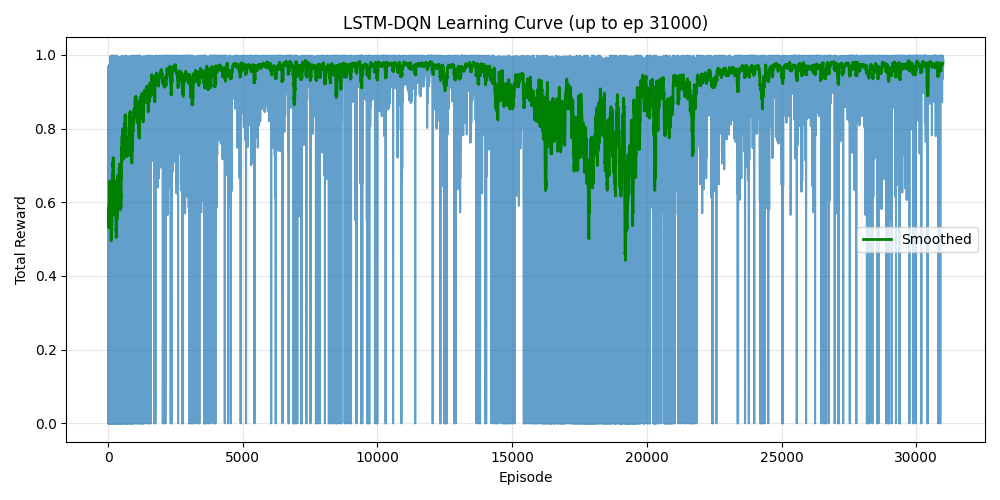 LSTM-DQN Learning Curve (up to ep 31000)
Total Reward
1.0
0.8
0.6
0.4
0.2
0.0
Smoothed
0 5000 10000 15000 20000 25000 30000
Episode